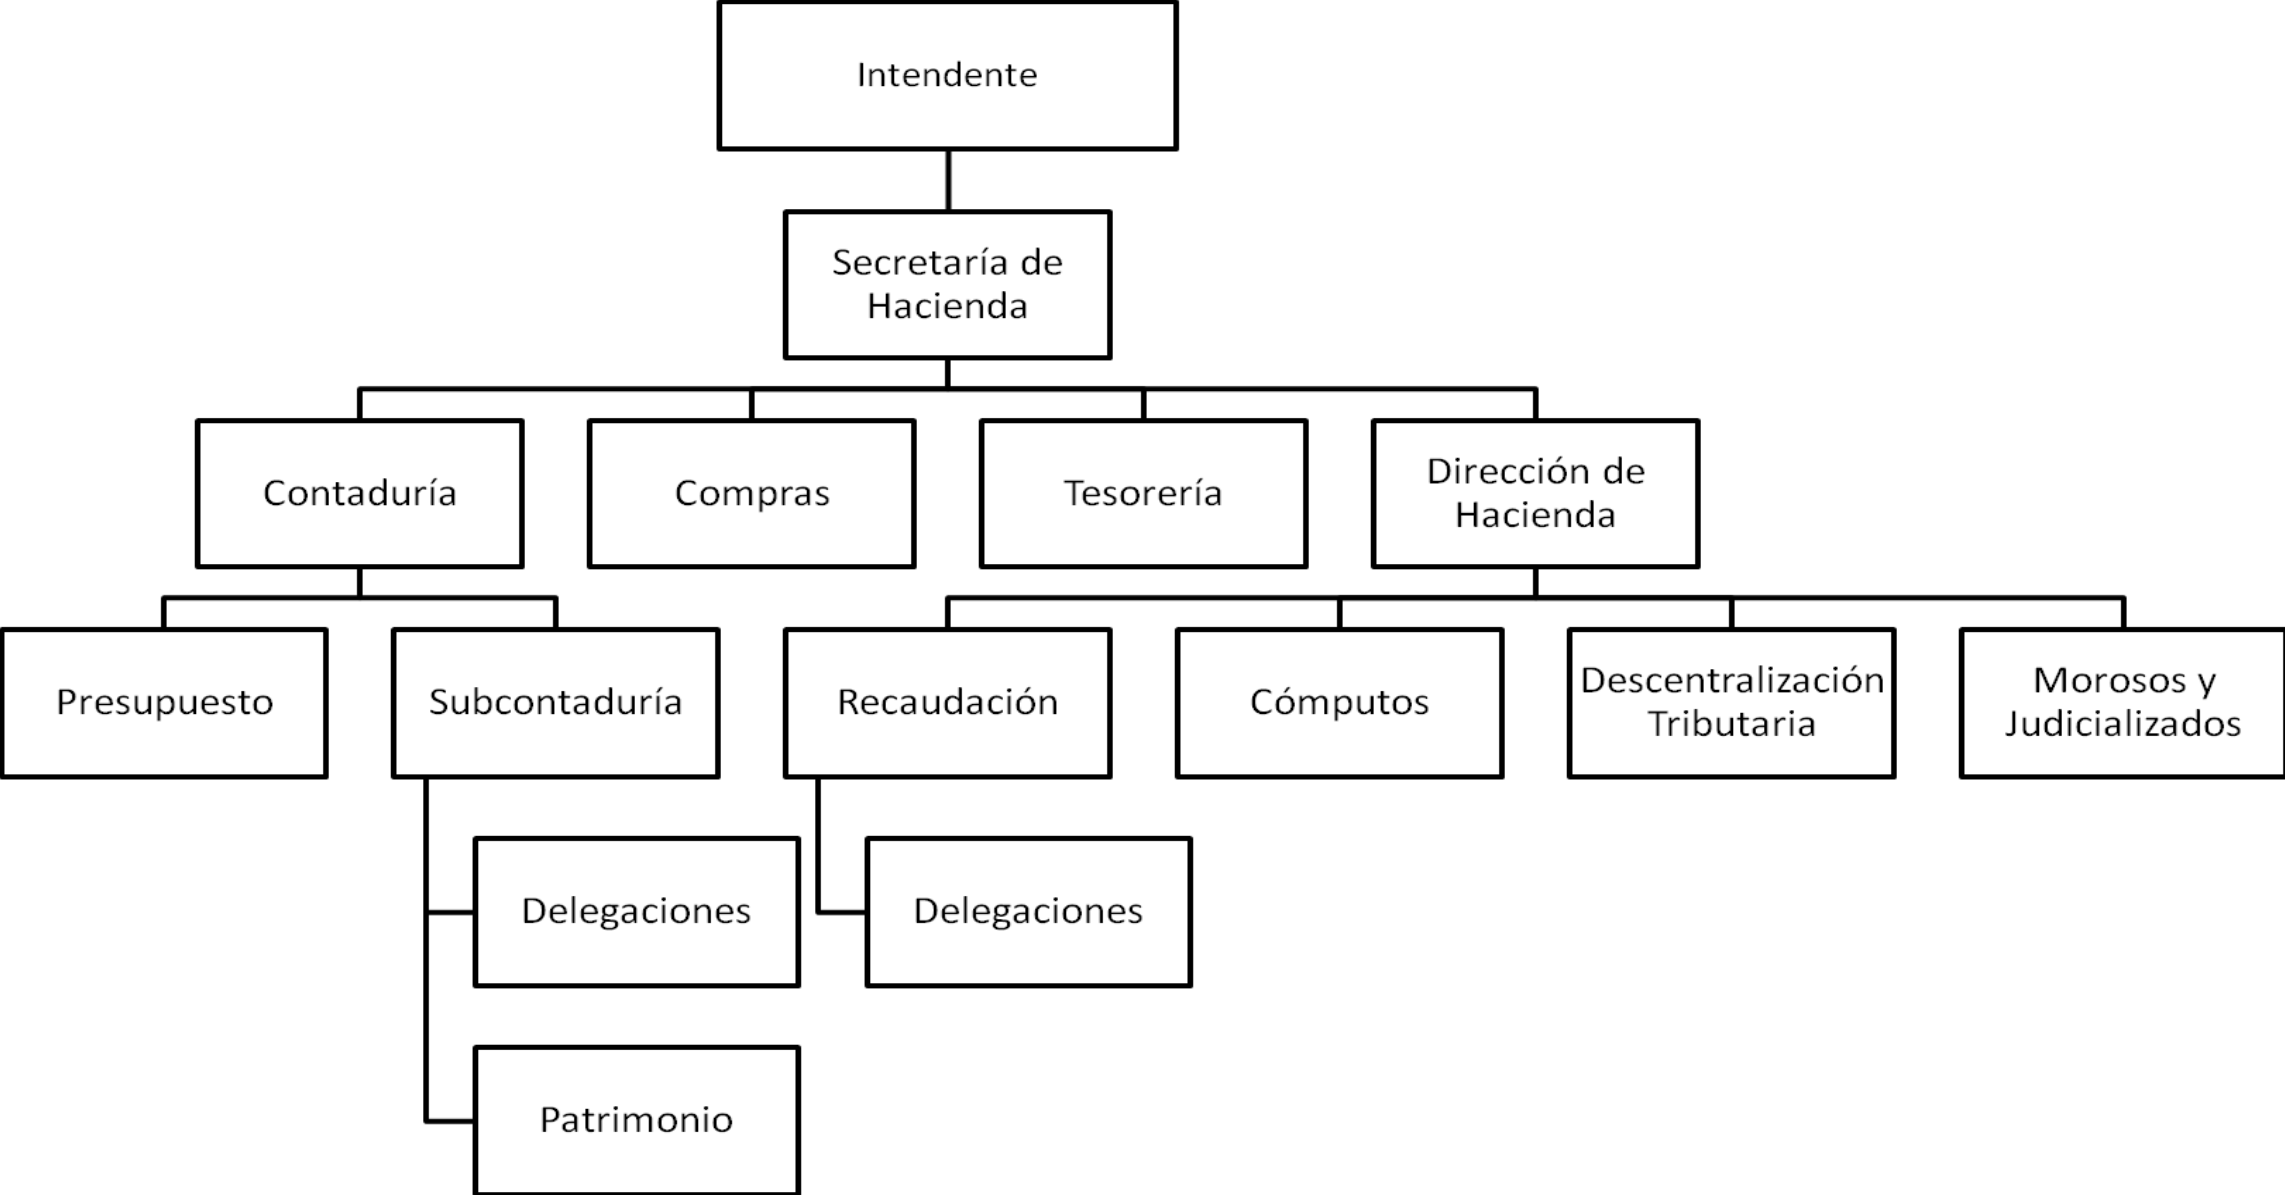 Intendente
Secretaría de
Hacienda
Contaduría
Compras
Tesorería
Dirección de
Hacienda
Presupuesto
Subcontaduría
Recaudación
Cómputos
Descentralización
Tributaria
Morosos y
Judicializados
Delegaciones
Delegaciones
Patrimonio